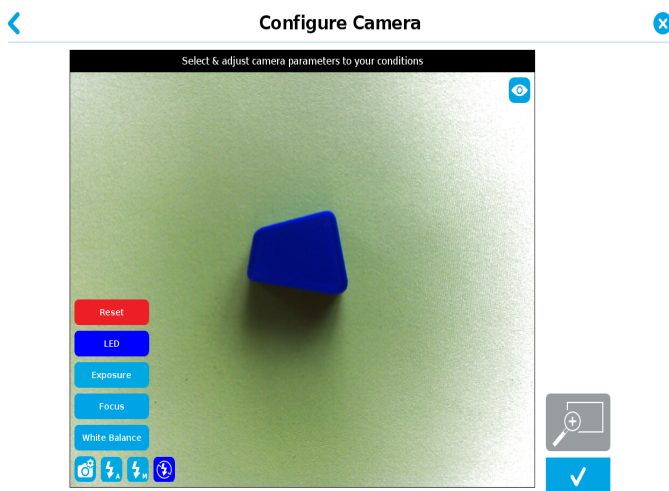 Configure Camera
Select & adjust camera parameters to your conditions
Reset
LED
Exposure
Focus
White Balance
A
M